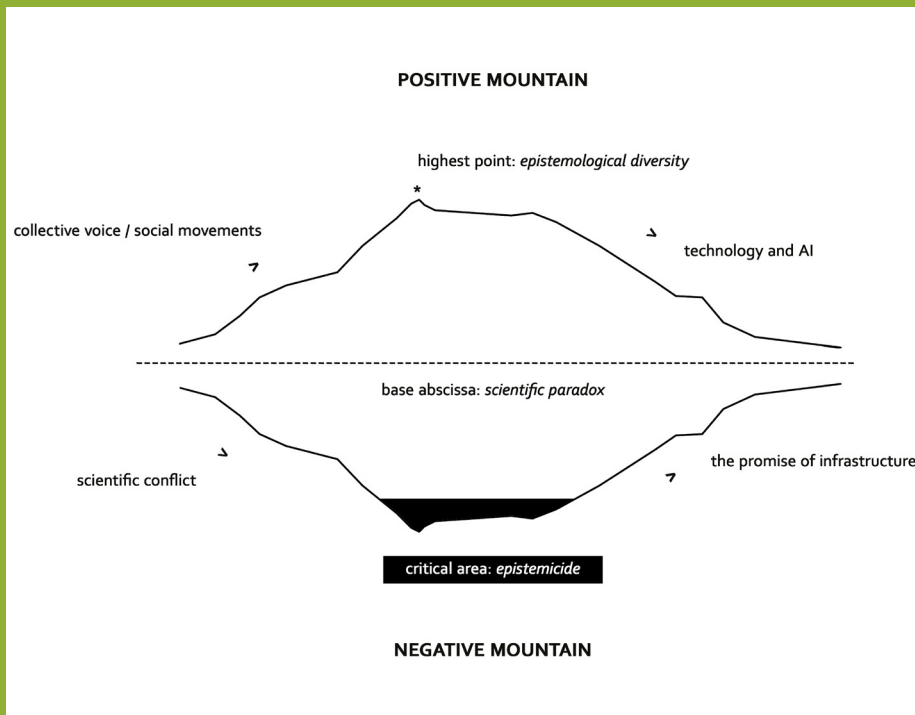 POSITIVE MOUNTAIN
highest point: epistemological diversity
*
collective voice / social movements
technology and AI
base abscissa: scientific paradox
the promise of infrastructure
scientific conflict
critical area: epistemicide
NEGATIVE MOUNTAIN